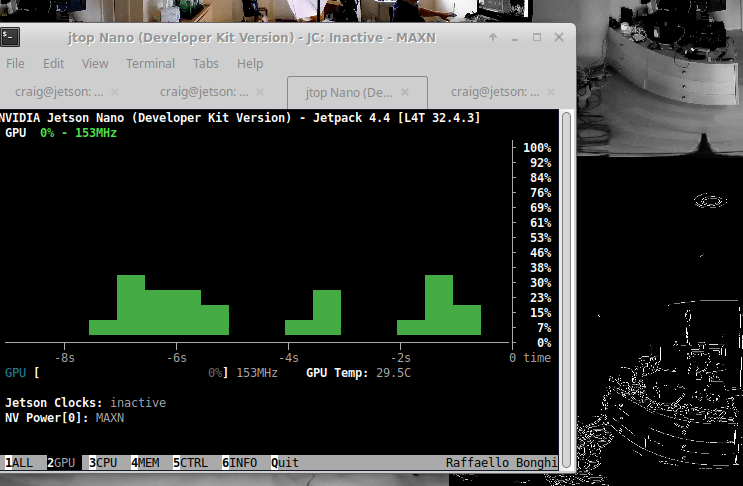 jtop Nano (Developer Kit Version) - JC: Inactive - MAXN
File Edit View Terminal Tabs Help
craig@jetson: ... craig@jetson: ... jtop Nano (De... craig@jetson: ...
NVIDIA Jetson Nano (Developer Kit Version) - Jetpack 4.4 [L4T 32.4.3]
GPU 0% - 153MHz
100%
92%
84%
76%
69%
61%
53%
46%
38%
30%
23%
15%
7%
0%
-8s -6s -4s -2s 0 time
GPU [ 0%] 153MHz GPU Temp: 29.5C
Jetson Clocks: inactive
NV Power[0]: MAXN
1ALL 2GPU 3CPU 4MEM 5CTRL 6INFO Quit Raffaello Bonghi